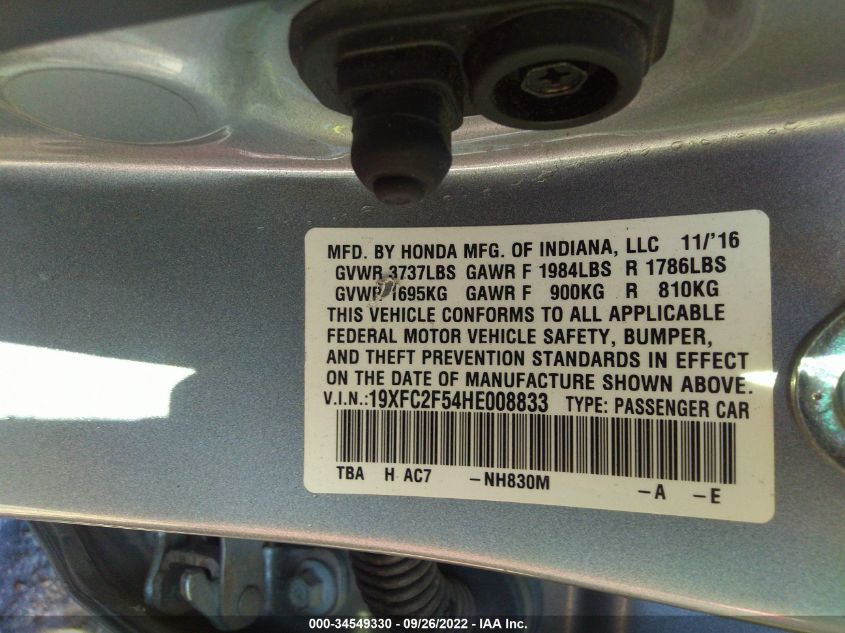 MFD. BY HONDA MFG. OF INDIANA, LLC 11/'16
GVWR 3737LBS GAWR F 1984LBS R 1786LBS
GVWR 1695KG GAWR F 900KG R 810KG
THIS VEHICLE CONFORMS TO ALL APPLICABLE
FEDERAL MOTOR VEHICLE SAFETY, BUMPER,
AND THEFT PREVENTION STANDARDS IN EFFECT
ON THE DATE OF MANUFACTURE SHOWN ABOVE.
V.I.N.:19XFC2F54HE008833 TYPE: PASSENGER CAR
TBA H AC7 -NH830M -A -E
000-34549330 - 09/26/2022 - IAA Inc.